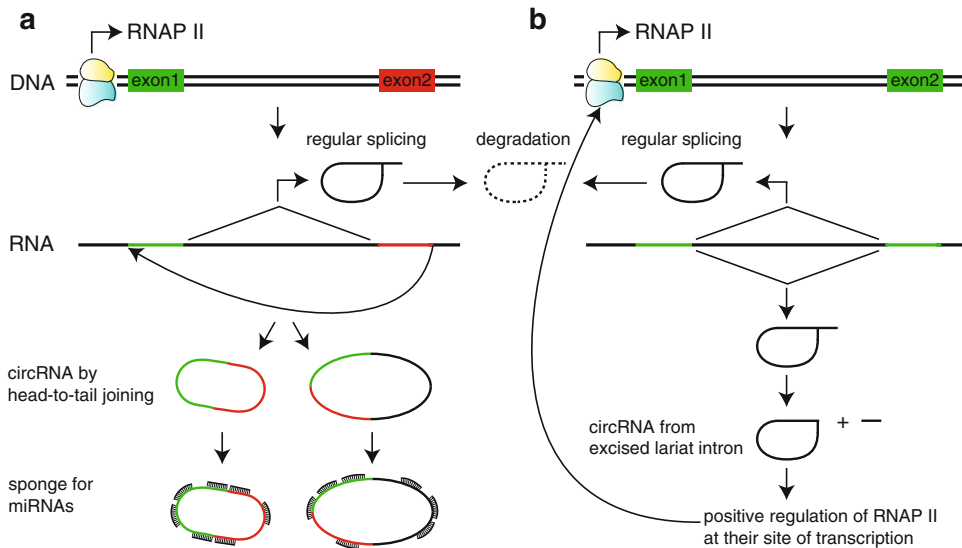 a
RNAP II
DNA
exon1
exon2
regular splicing
degradation
RNA
circRNA by
head-to-tail joining
sponge for
miRNAs
b
RNAP II
exon1
exon2
regular splicing
circRNA from
excised lariat intron
+ –
positive regulation of RNAP II
at their site of transcription